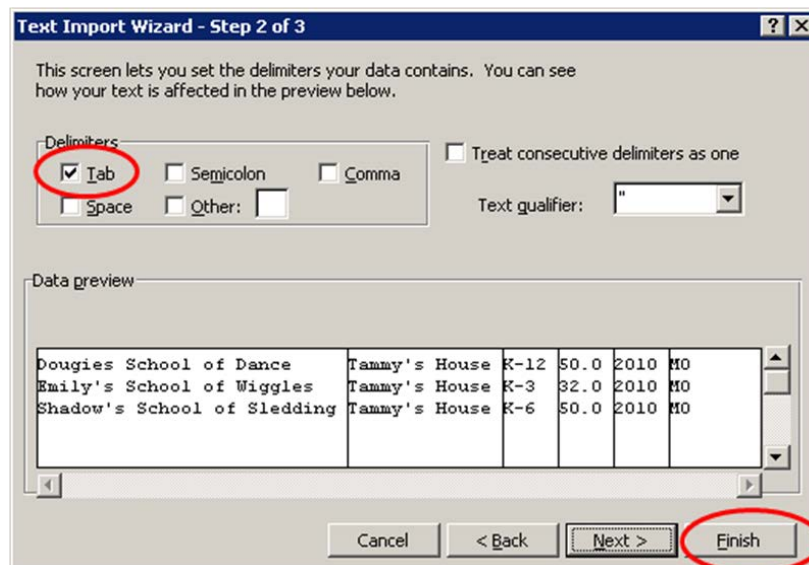 Text Import Wizard - Step 2 of 3
This screen lets you set the delimiters your data contains.  You can see
how your text is affected in the preview below.
Delimiters
Tab Semicolon Comma
Space Other:
Treat consecutive delimiters as one
Text qualifier: "
Data preview
Dougies School of Dance Tammy's House K-12 50.0 2010 MO
Emily's School of Wiggles Tammy's House K-3 32.0 2010 MO
Shadow's School of Sledding Tammy's House K-6 50.0 2010 MO
Cancel < Back Next > Finish